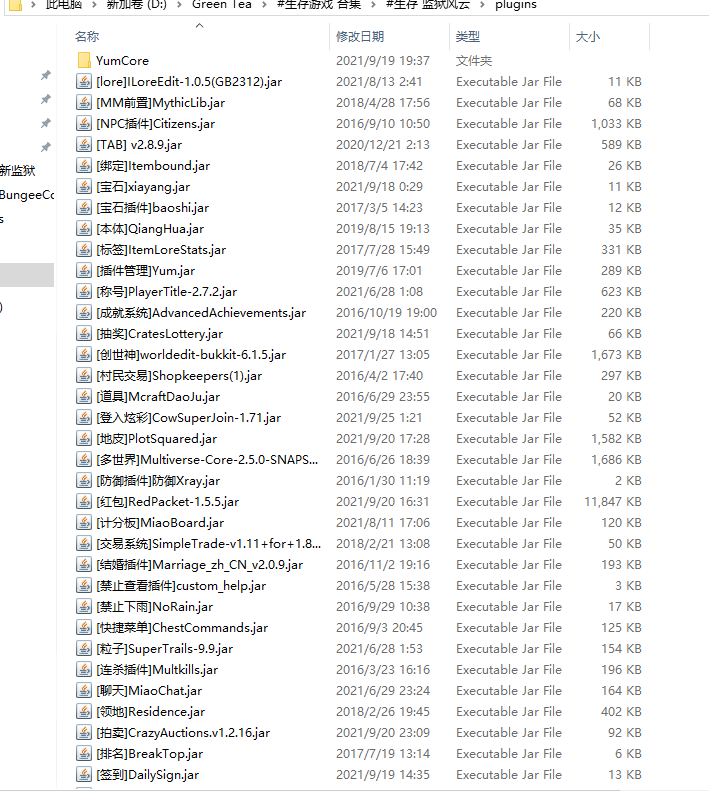 此电脑 > 新加卷 (D:) > Green Tea > #生存游戏 合集 > #生存 监狱风云 > plugins
名称 修改日期 类型 大小
YumCore 2021/9/19 19:37 文件夹
[lore]ILoreEdit-1.0.5(GB2312).jar 2021/8/13 2:41 Executable Jar File 11 KB
[MM前置]MythicLib.jar 2018/4/28 17:56 Executable Jar File 68 KB
[NPC插件]Citizens.jar 2016/9/10 10:50 Executable Jar File 1,033 KB
[TAB] v2.8.9.jar 2020/12/21 2:13 Executable Jar File 589 KB
[绑定]Itembound.jar 2018/7/4 17:42 Executable Jar File 26 KB
新监狱
[宝石]xiayang.jar 2021/9/18 0:29 Executable Jar File 11 KB
BungeeCo
[宝石插件]baoshi.jar 2017/3/5 14:23 Executable Jar File 12 KB
s
[本体]QiangHua.jar 2019/8/15 19:13 Executable Jar File 35 KB
[标签]ItemLoreStats.jar 2017/7/28 15:49 Executable Jar File 331 KB
[插件管理]Yum.jar 2019/7/6 17:01 Executable Jar File 289 KB
[称号]PlayerTitle-2.7.2.jar 2021/6/28 1:08 Executable Jar File 623 KB
)
[成就系统]AdvancedAchievements.jar 2016/10/19 19:00 Executable Jar File 220 KB
[抽奖]CratesLottery.jar 2021/9/18 14:51 Executable Jar File 66 KB
[创世神]worldedit-bukkit-6.1.5.jar 2017/1/27 13:05 Executable Jar File 1,673 KB
[村民交易]Shopkeepers(1).jar 2016/4/2 17:40 Executable Jar File 297 KB
[道具]McraftDaoJu.jar 2016/6/29 23:55 Executable Jar File 20 KB
[登入炫彩]CowSuperJoin-1.71.jar 2021/9/25 1:21 Executable Jar File 52 KB
[地皮]PlotSquared.jar 2021/9/20 17:28 Executable Jar File 1,582 KB
[多世界]Multiverse-Core-2.5.0-SNAPS... 2016/6/26 18:39 Executable Jar File 1,686 KB
[防御插件]防御Xray.jar 2016/1/30 11:19 Executable Jar File 2 KB
[红包]RedPacket-1.5.5.jar 2021/9/20 16:31 Executable Jar File 11,847 KB
[计分板]MiaoBoard.jar 2021/8/11 17:06 Executable Jar File 120 KB
[交易系统]SimpleTrade-v1.11+for+1.8... 2018/2/21 13:08 Executable Jar File 50 KB
[结婚插件]Marriage_zh_CN_v2.0.9.jar 2016/11/2 19:16 Executable Jar File 193 KB
[禁止查看插件]custom_help.jar 2016/5/28 15:38 Executable Jar File 3 KB
[禁止下雨]NoRain.jar 2016/9/29 10:38 Executable Jar File 17 KB
[快捷菜单]ChestCommands.jar 2016/9/3 20:45 Executable Jar File 125 KB
[粒子]SuperTrails-9.9.jar 2021/6/28 1:53 Executable Jar File 154 KB
[连杀插件]Multkills.jar 2016/3/23 16:16 Executable Jar File 196 KB
[聊天]MiaoChat.jar 2021/6/29 23:24 Executable Jar File 164 KB
[领地]Residence.jar 2018/2/26 19:45 Executable Jar File 402 KB
[拍卖]CrazyAuctions.v1.2.16.jar 2021/9/20 23:09 Executable Jar File 92 KB
[排名]BreakTop.jar 2017/7/19 13:14 Executable Jar File 6 KB
[签到]DailySign.jar 2021/9/19 14:35 Executable Jar File 13 KB